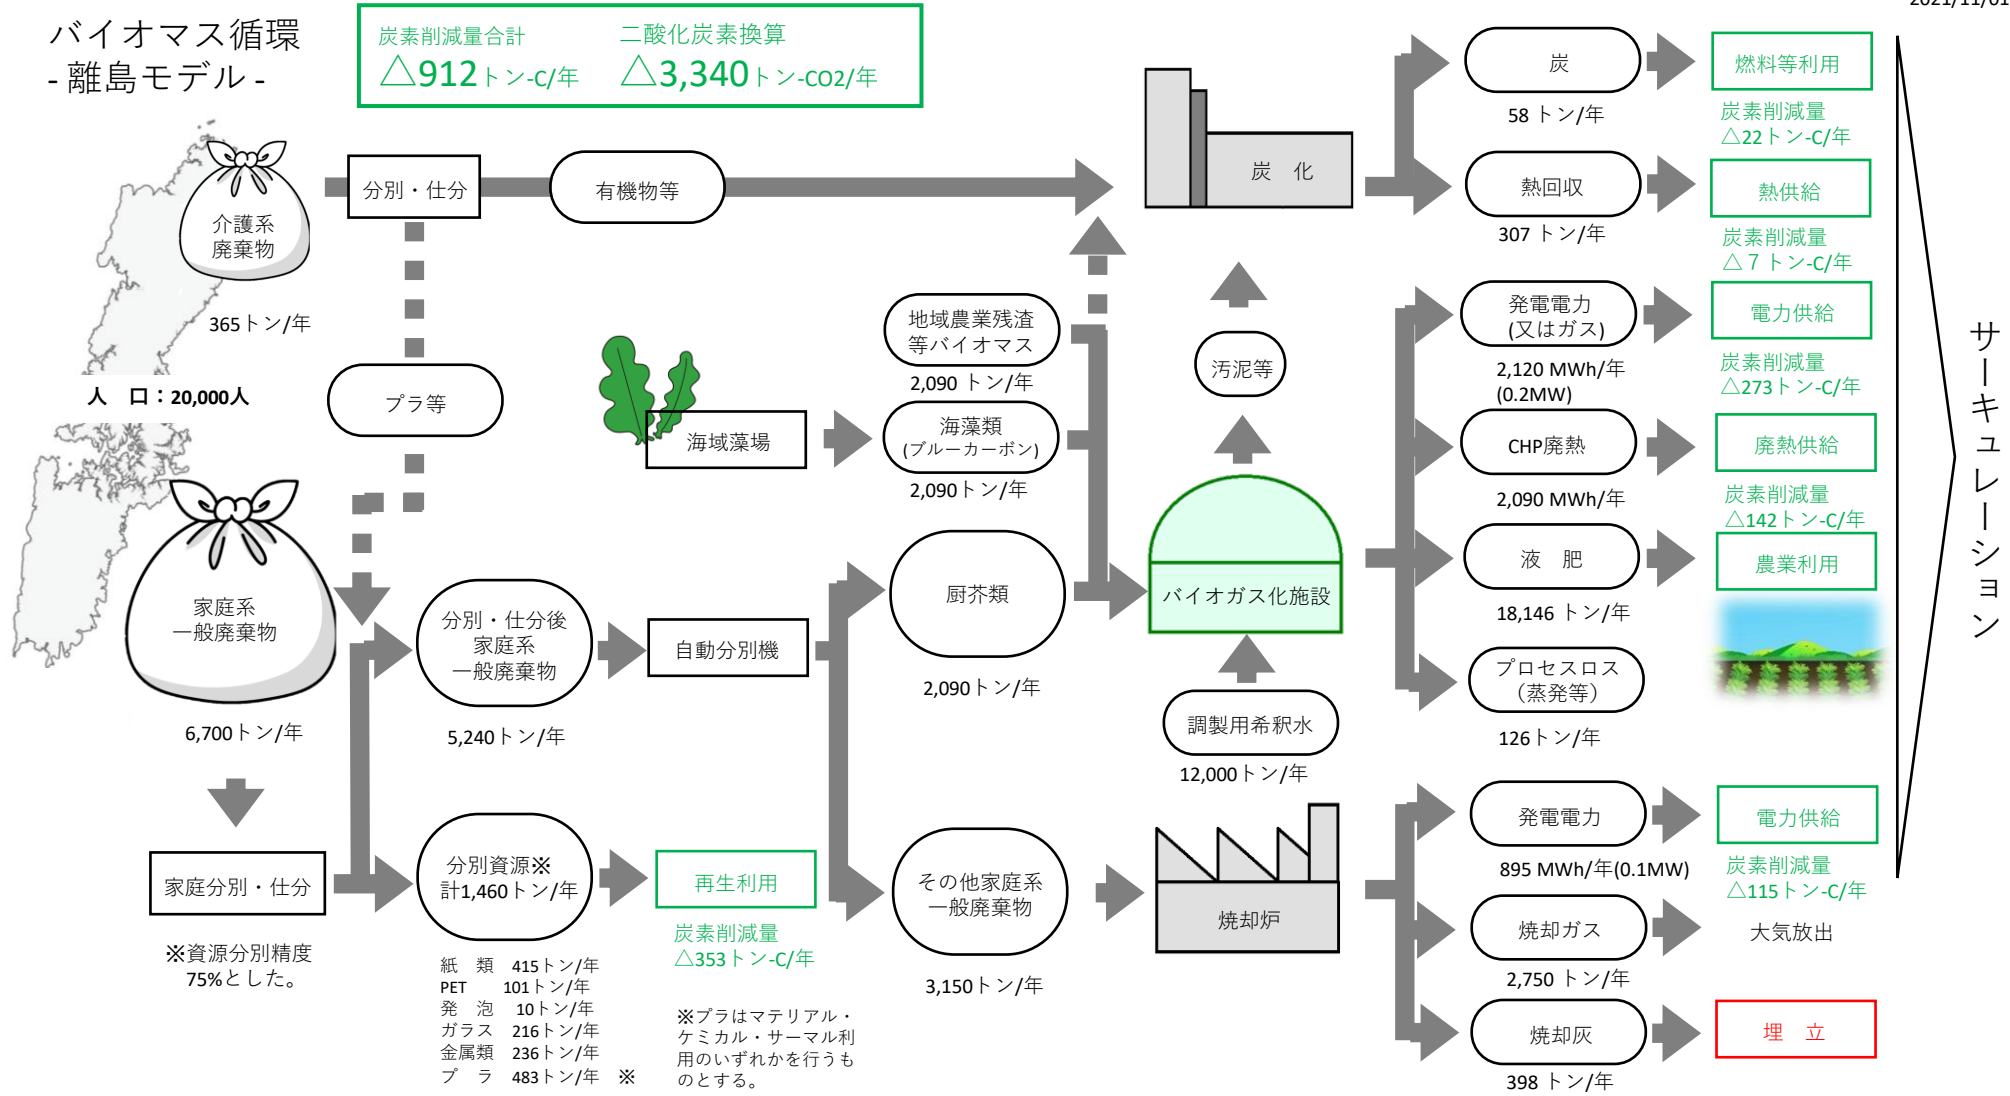 2021/11/01
バイオマス循環
- 離島モデル -
炭素削減量合計
△912トン-C/年
二酸化炭素換算
△3,340トン-CO2/年
介護系
廃棄物
365トン/年
人 口：20,000人
家庭系
一般廃棄物
6,700トン/年
家庭分別・仕分
※資源分別精度
75%とした。
分別・仕分
有機物等
プラ等
分別・仕分後
家庭系
一般廃棄物
5,240トン/年
分別資源※
計1,460トン/年
紙 類 415トン/年
PET 101トン/年
発 泡 10トン/年
ガラス 216トン/年
金属類 236トン/年
プ ラ 483トン/年 ※
自動分別機
再生利用
炭素削減量
△353トン-C/年
※プラはマテリアル・
ケミカル・サーマル利
用のいずれかを行うも
のとする。
海域藻場
地域農業残渣
等バイオマス
2,090 トン/年
海藻類
(ブルーカーボン)
2,090トン/年
厨芥類
2,090トン/年
その他家庭系
一般廃棄物
3,150トン/年
炭 化
汚泥等
バイオガス化施設
調製用希釈水
12,000トン/年
焼却炉
炭
58 トン/年
燃料等利用
炭素削減量
△22トン-C/年
熱回収
307 トン/年
熱供給
炭素削減量
△７トン-C/年
発電電力
(又はガス)
2,120 MWh/年
(0.2MW)
電力供給
炭素削減量
△273トン-C/年
CHP廃熱
2,090 MWh/年
廃熱供給
炭素削減量
△142トン-C/年
液 肥
18,146 トン/年
農業利用
プロセスロス
（蒸発等）
126トン/年
発電電力
895 MWh/年(0.1MW)
電力供給
炭素削減量
△115トン-C/年
焼却ガス
2,750 トン/年
大気放出
焼却灰
398 トン/年
埋 立
サーキュレーション